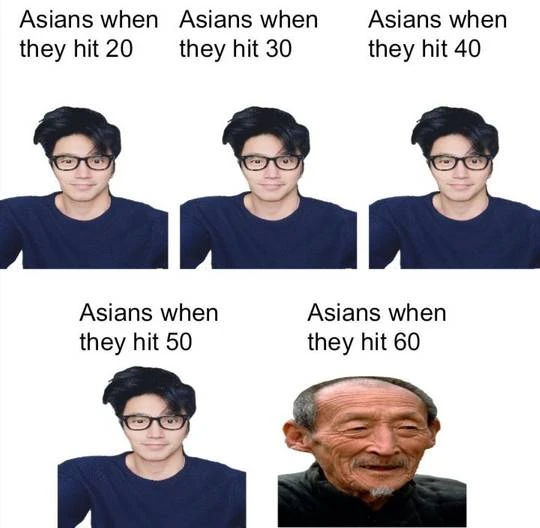 Asians when
they hit 20
Asians when
they hit 30
Asians when
they hit 40
Asians when
they hit 50
Asians when
they hit 60